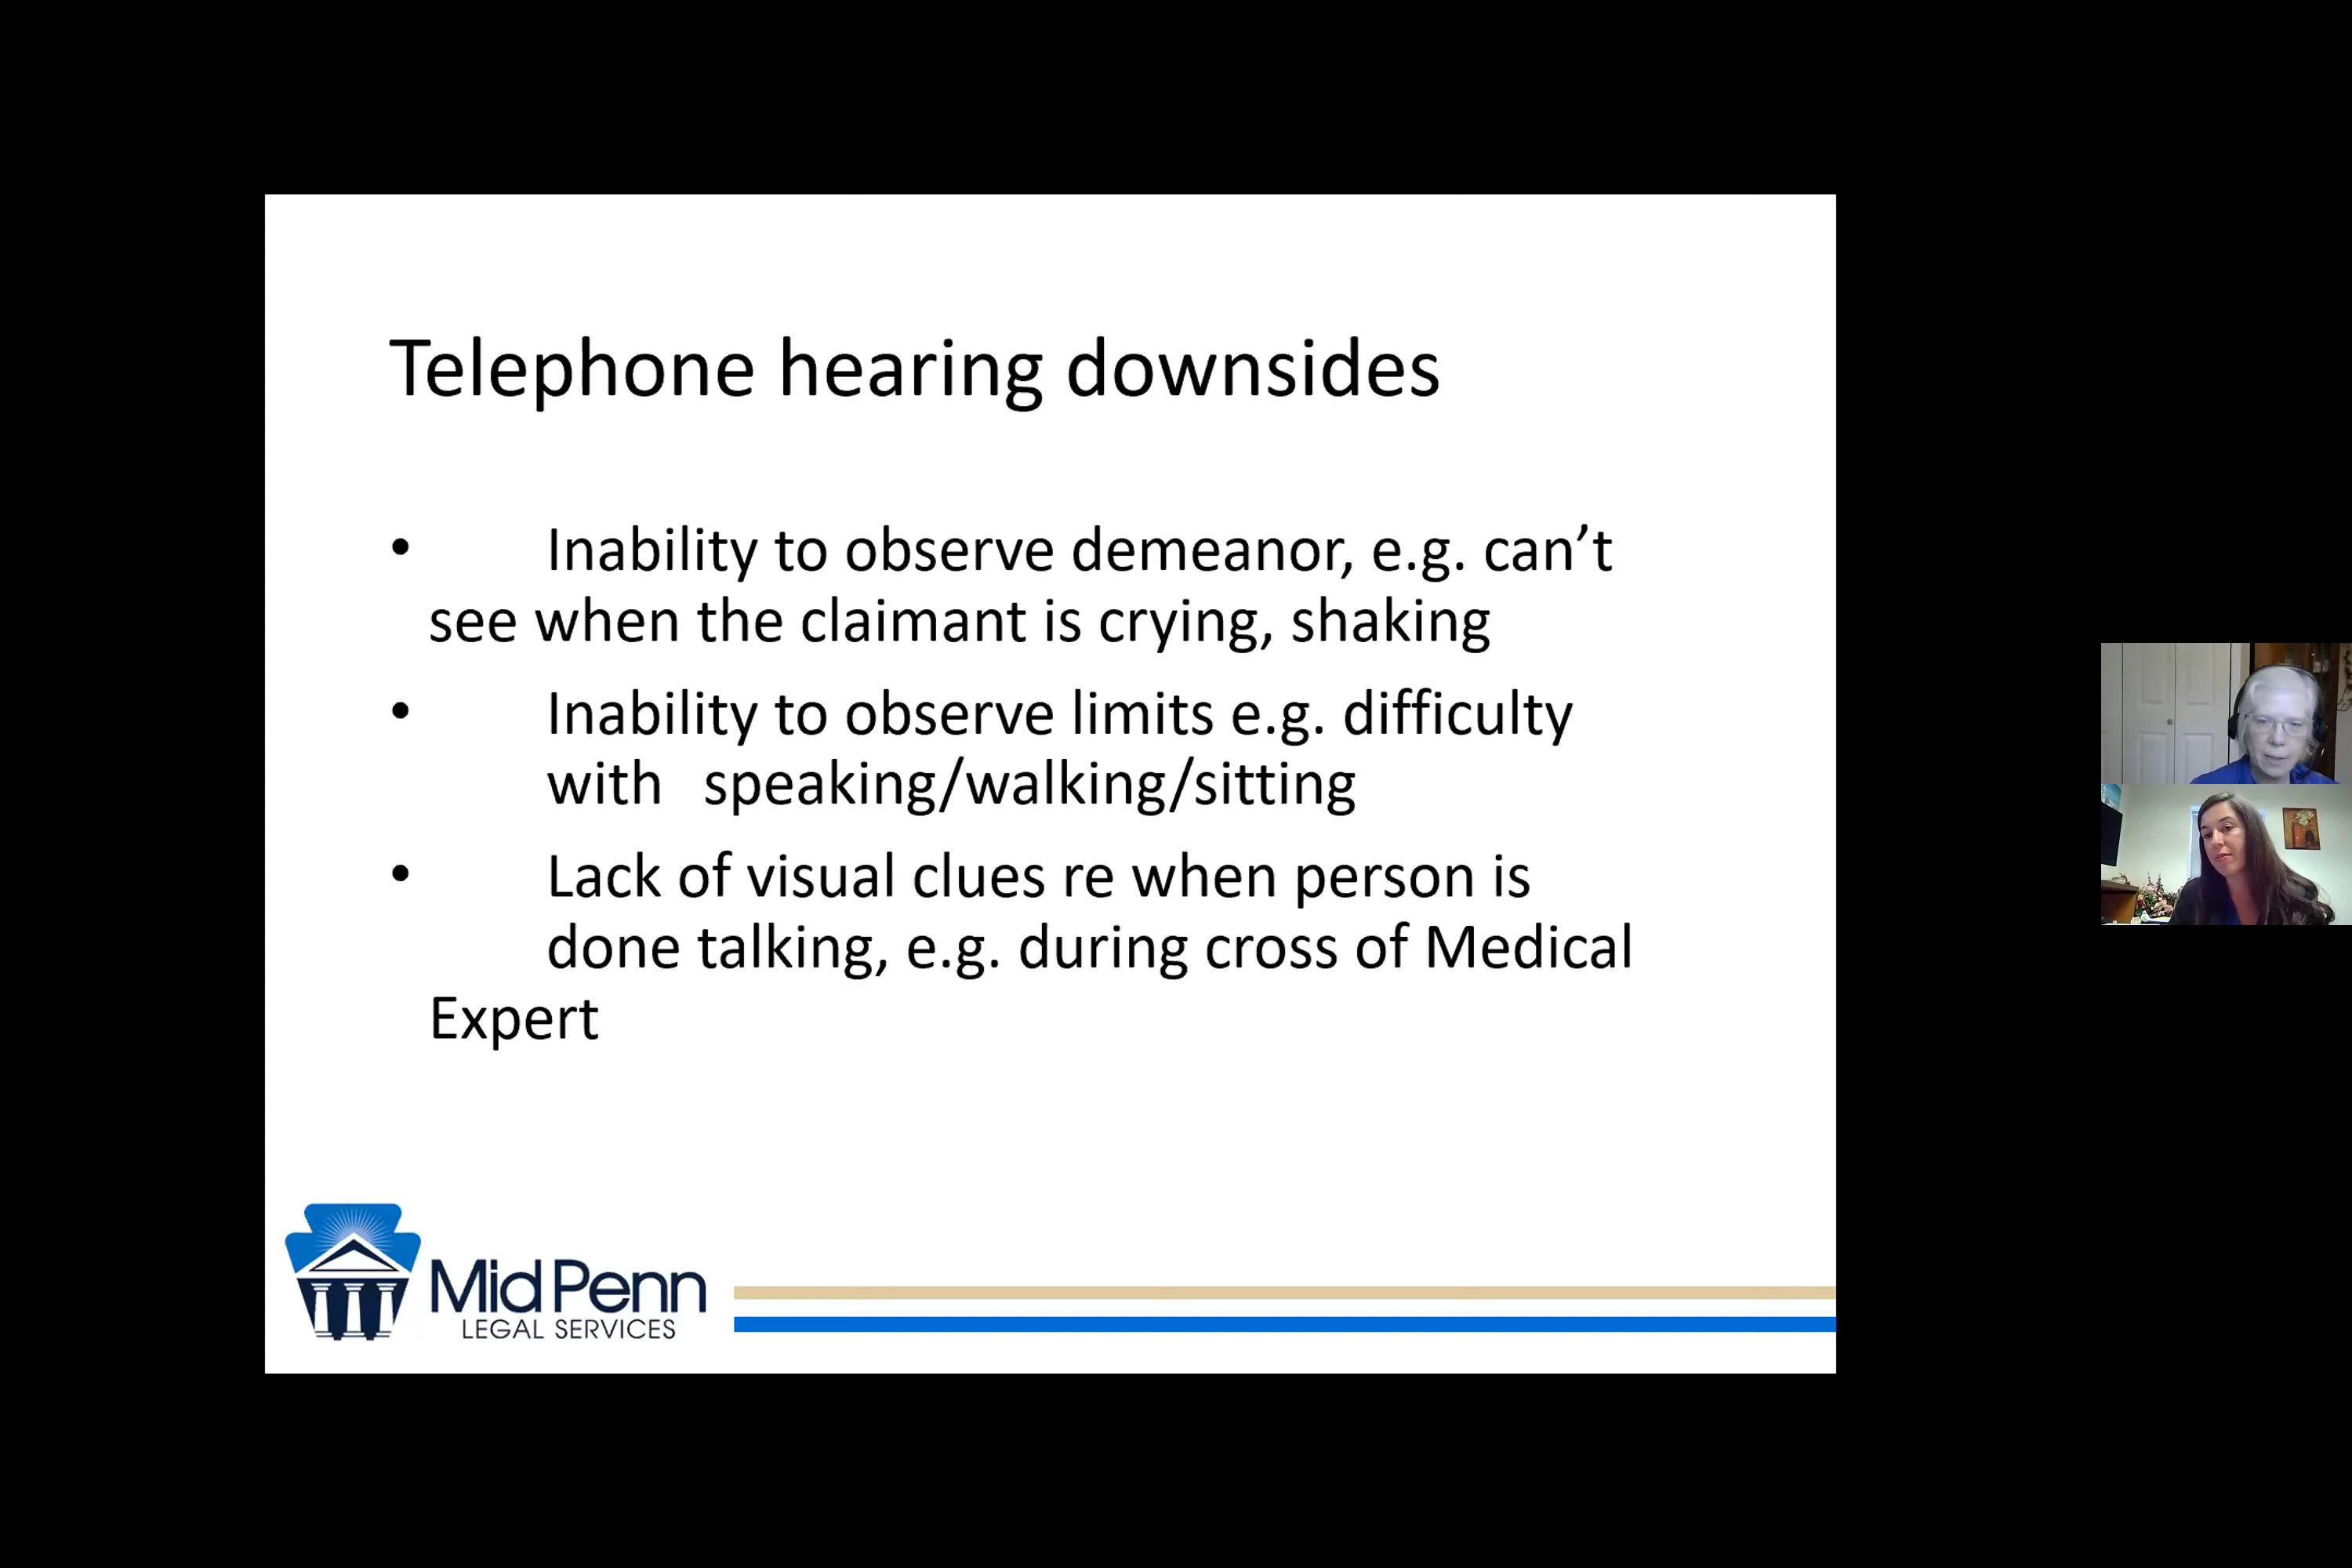 Telephone hearing downsides
• Inability to observe demeanor, e.g. can’t
see when the claimant is crying, shaking
• Inability to observe limits e.g. difficulty
with speaking/walking/sitting
• Lack of visual clues re when person is
done talking, e.g. during cross of Medical
Expert
MidPenn
LEGAL SERVICES